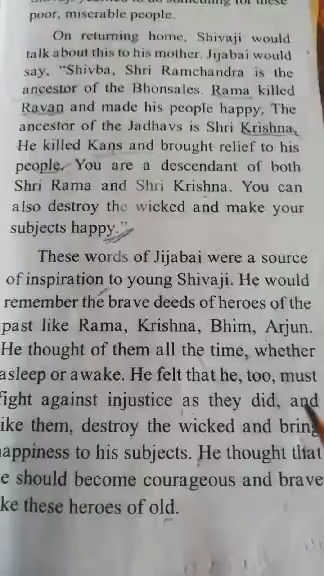 something for these
poor, miserable people.
On returning home, Shivaji would
talk about this to his mother. Jijabai would
say, "Shivba, Shri Ramchandra is the
ancestor of the Bhonsales. Rama killed
Ravan and made his people happy. The
ancestor of the Jadhavs is Shri Krishna.
He killed Kans and brought relief to his
people. You are a descendant of both
Shri Rama and Shri Krishna. You can
also destroy the wicked and make your
subjects happy."
These words of Jijabai were a source
of inspiration to young Shivaji. He would
remember the brave deeds of heroes of the
past like Rama, Krishna, Bhim, Arjun.
He thought of them all the time, whether
asleep or awake. He felt that he, too, must
fight against injustice as they did, and
ike them, destroy the wicked and bring
appiness to his subjects. He thought that
e should become courageous and brave
ke these heroes of old.